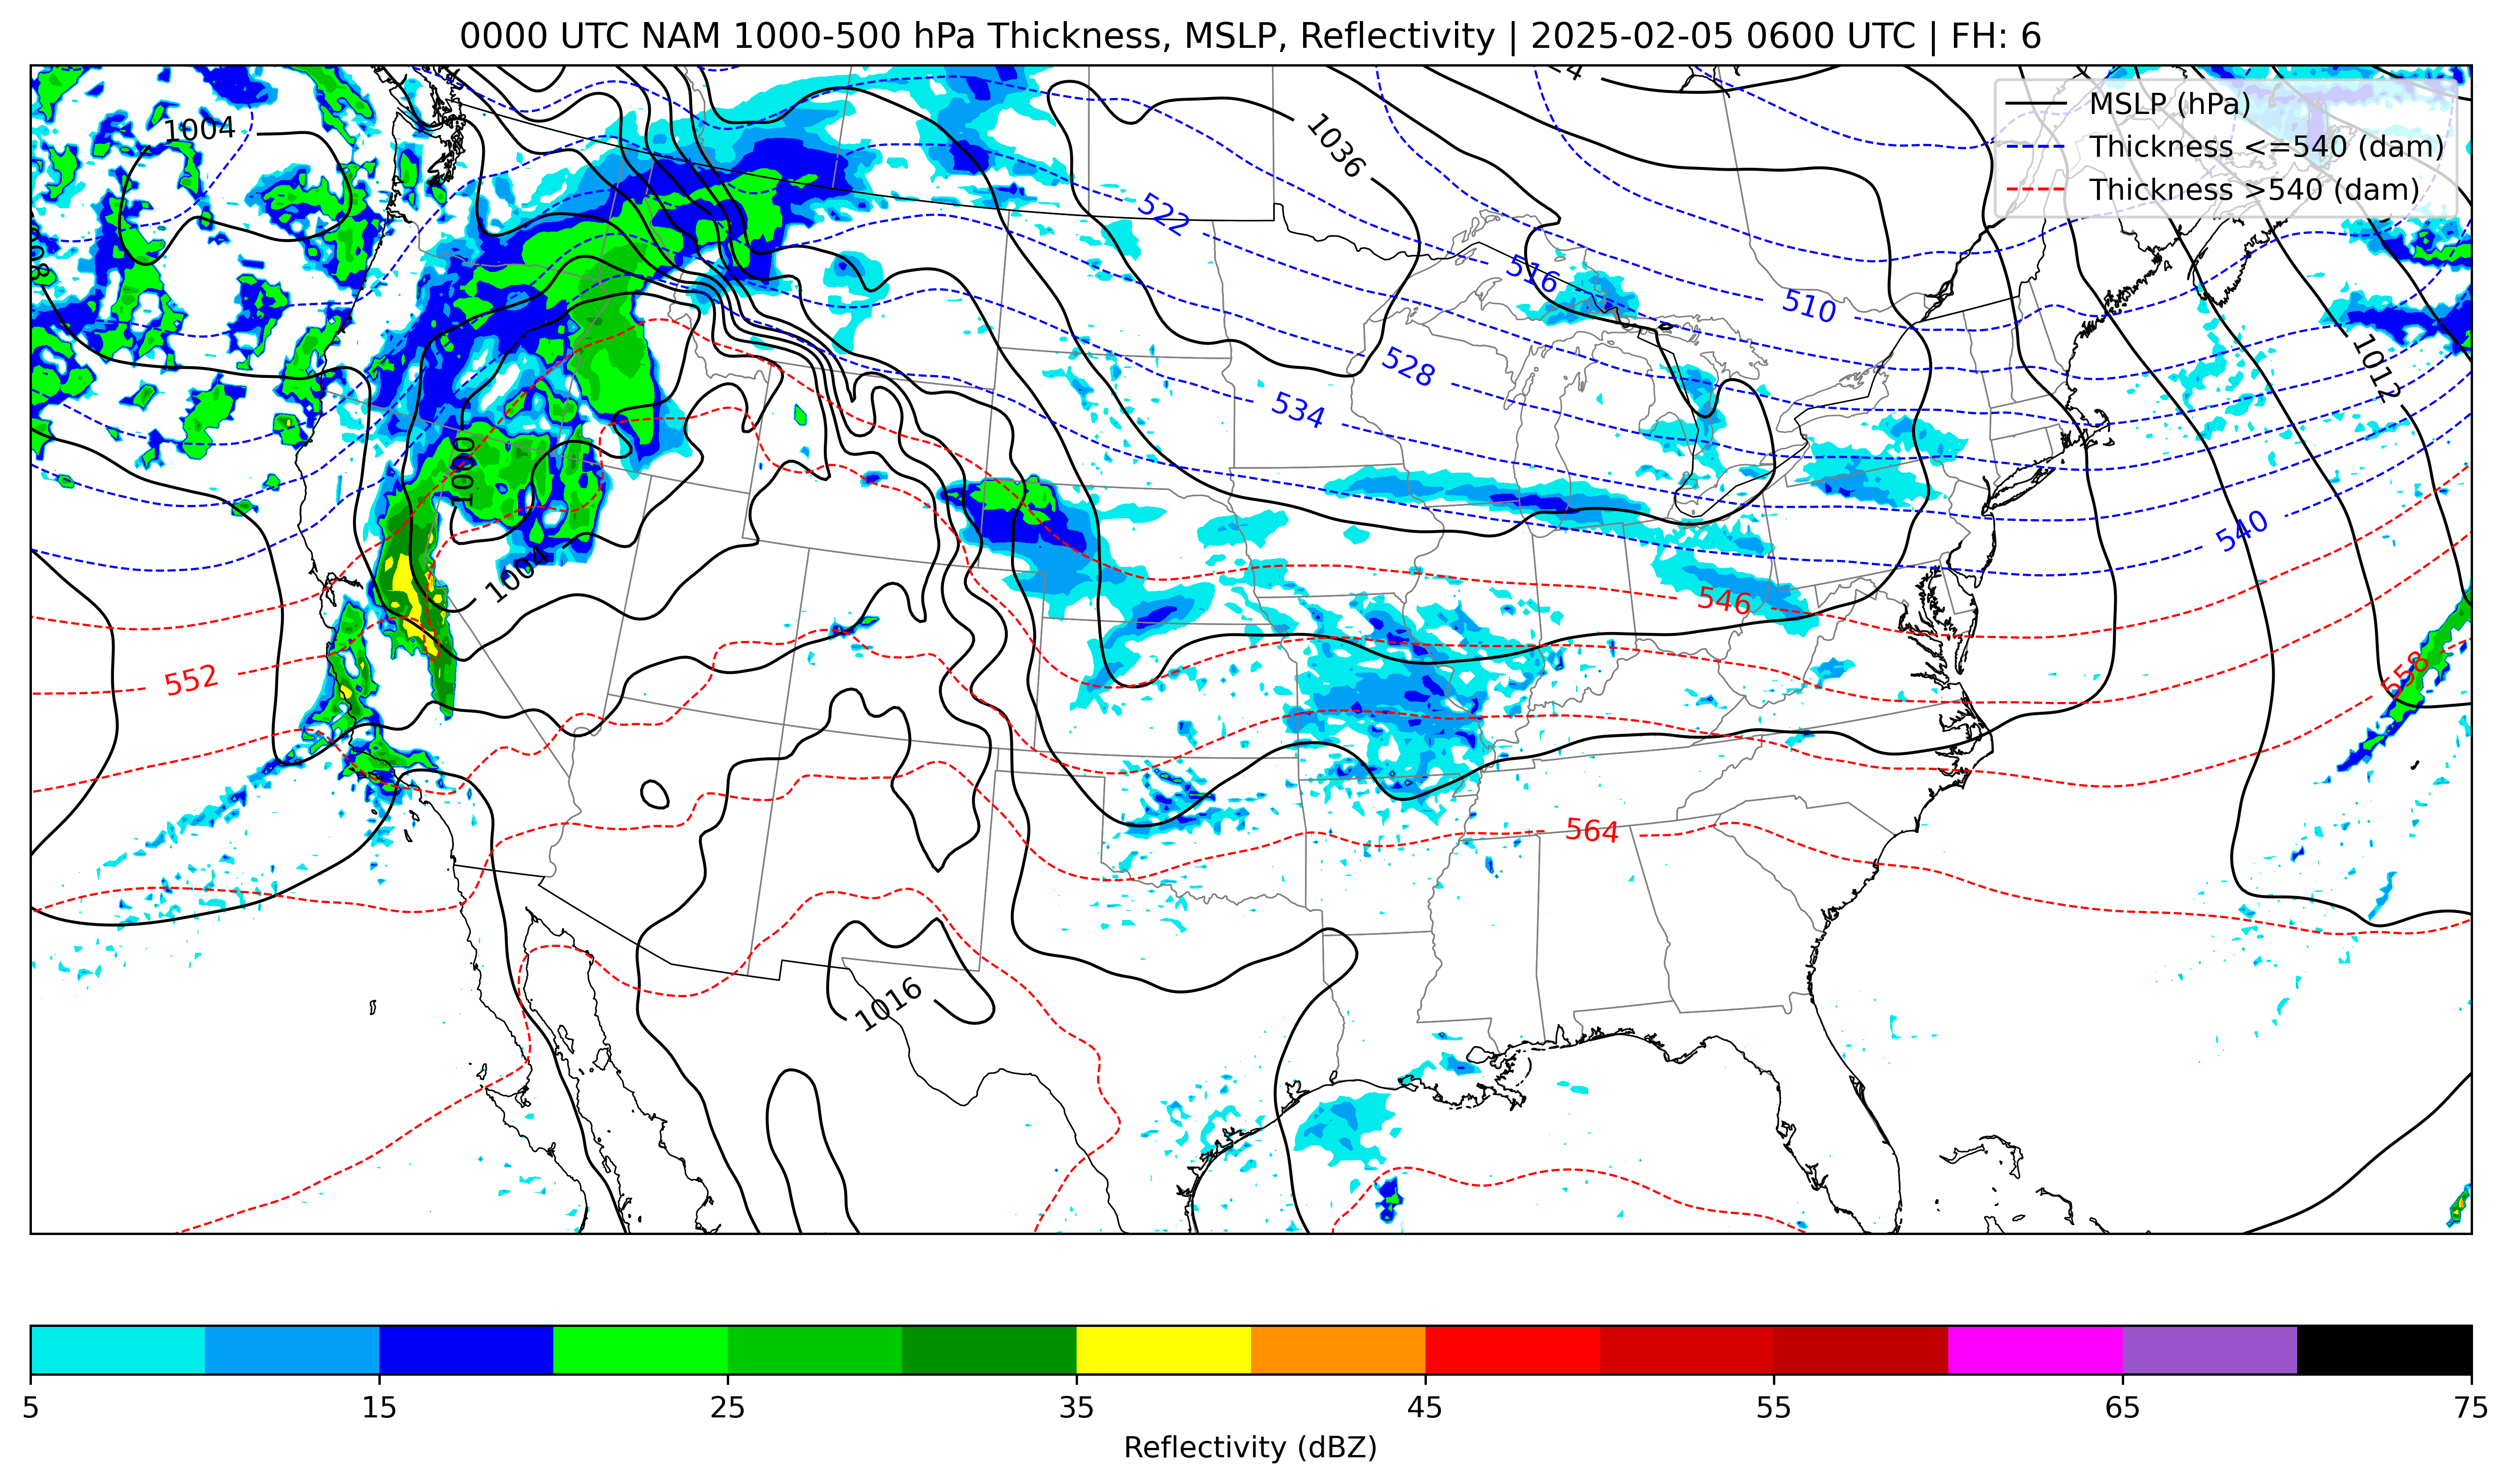 0000 UTC NAM 1000-500 hPa Thickness, MSLP, Reflectivity | 2025-02-05 0600 UTC | FH: 6
MSLP (hPa)
Thickness <=540 (dam)
Thickness >540 (dam)
1004
1036
522
516
510
1012
528
534
1000
1004
540
546
552
558
564
1016
5 15 25 35 45 55 65 75
Reflectivity (dBZ)